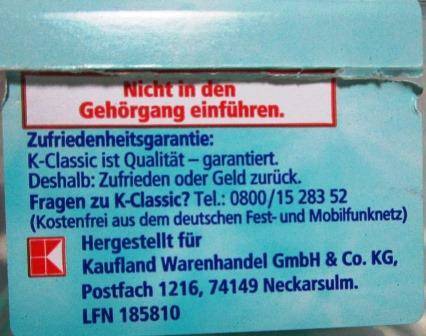 Nicht in den
Gehörgang einführen.
Zufriedenheitsgarantie:
K-Classic ist Qualität – garantiert.
Deshalb: Zufrieden oder Geld zurück.
Fragen zu K-Classic? Tel.: 0800/15 283 52
(Kostenfrei aus dem deutschen Fest- und Mobilfunknetz)
Hergestellt für
Kaufland Warenhandel GmbH & Co. KG,
Postfach 1216, 74149 Neckarsulm.
LFN 185810